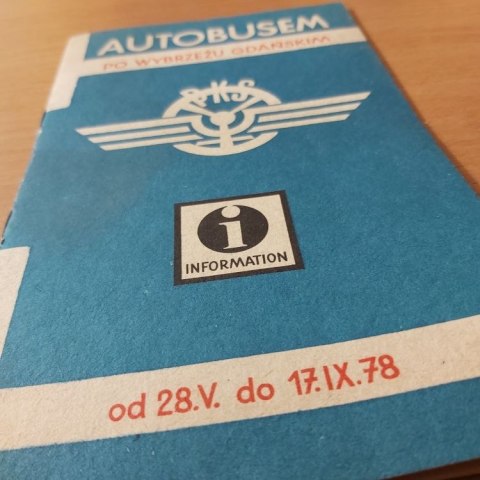 AUTOBUSEM
PO WYBRZEŻU GDAŃSKIM
PKS
i
INFORMATION
od 28.V. do 17.IX.78